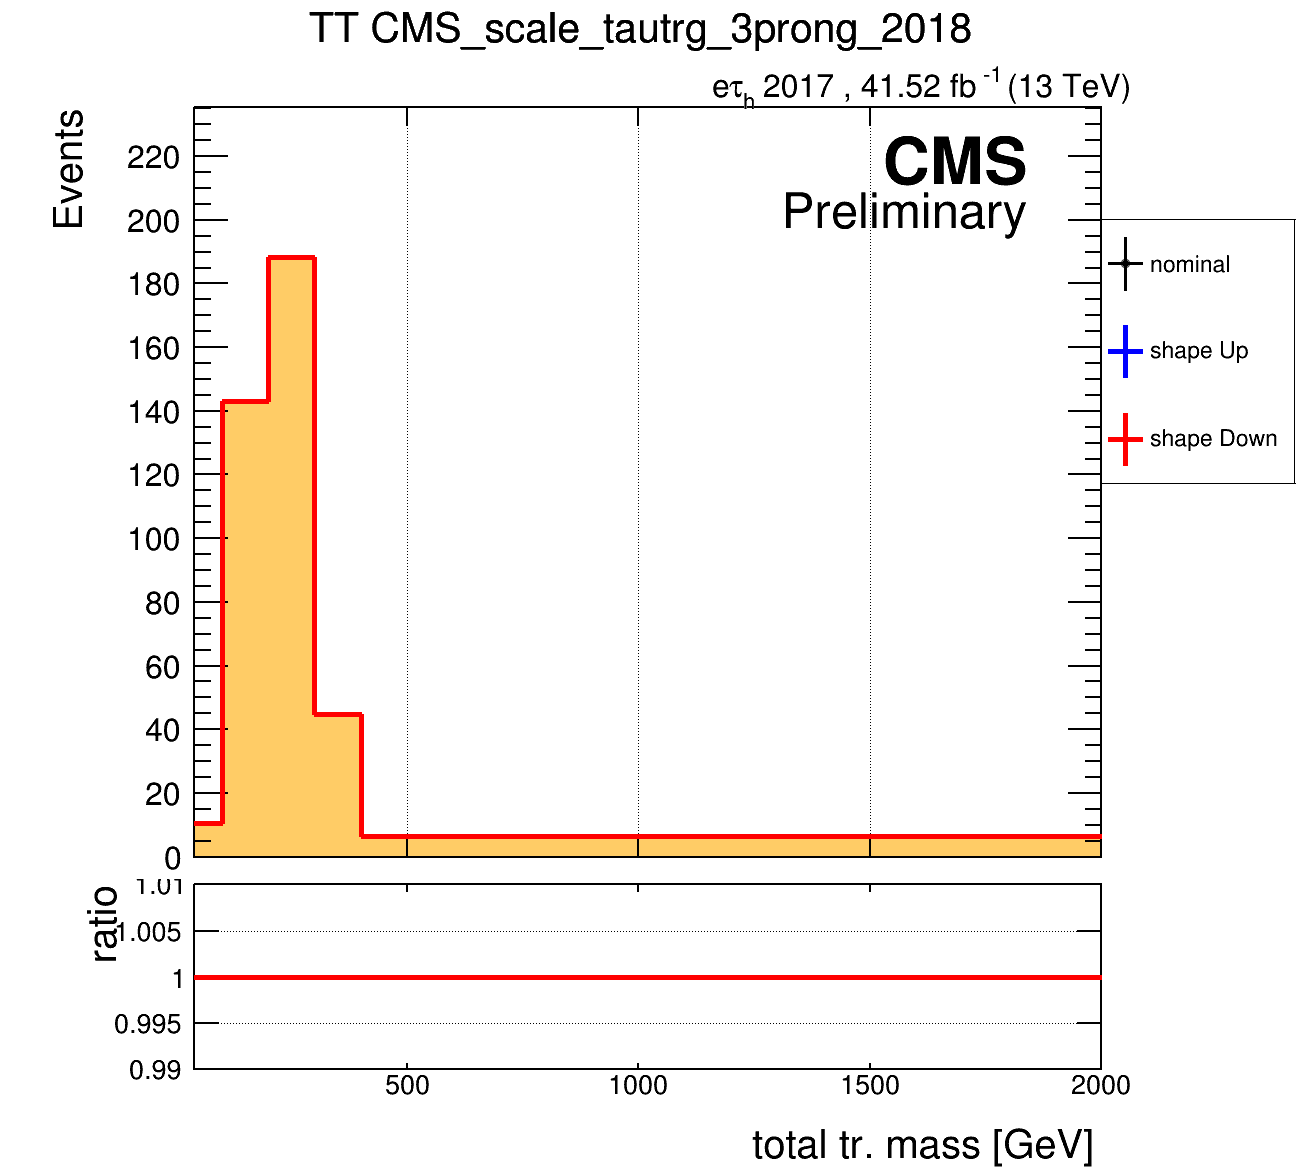 TT CMS_scale_tautrg_3prong_2018
eτh 2017 , 41.52 fb-1 (13 TeV)
Events
CMS
Preliminary
220
200
180
160
140
120
100
80
60
40
20
0
nominal
shape Up
shape Down
ratio
1.01
1.005
1
0.995
0.99
500 1000 1500 2000
total tr. mass [GeV]